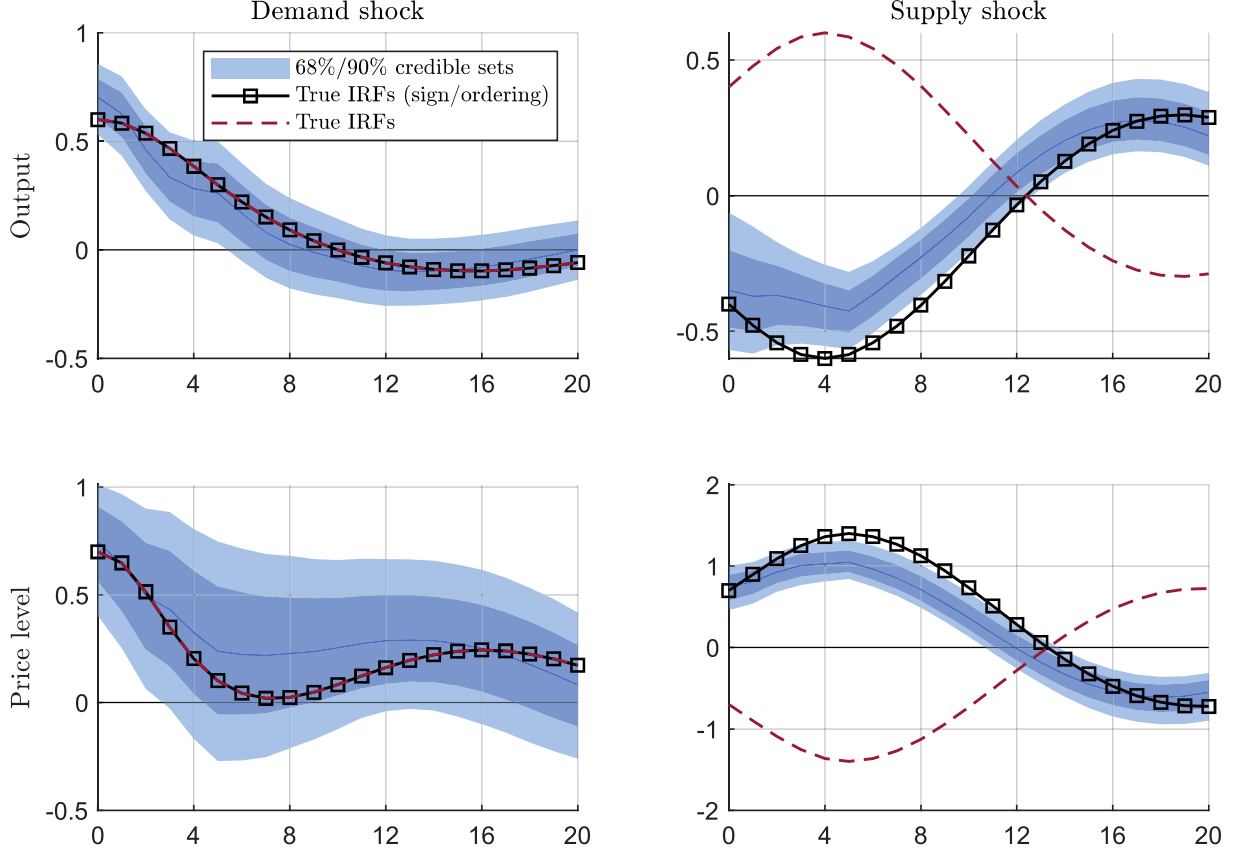 Demand shock
Supply shock
1
0.5
0
-0.5
Output
68%/90% credible sets
True IRFs (sign/ordering)
True IRFs
0 4 8 12 16 20
0.5
0
-0.5
0 4 8 12 16 20
1
0.5
0
-0.5
Price level
0 4 8 12 16 20
2
1
0
-1
-2
0 4 8 12 16 20